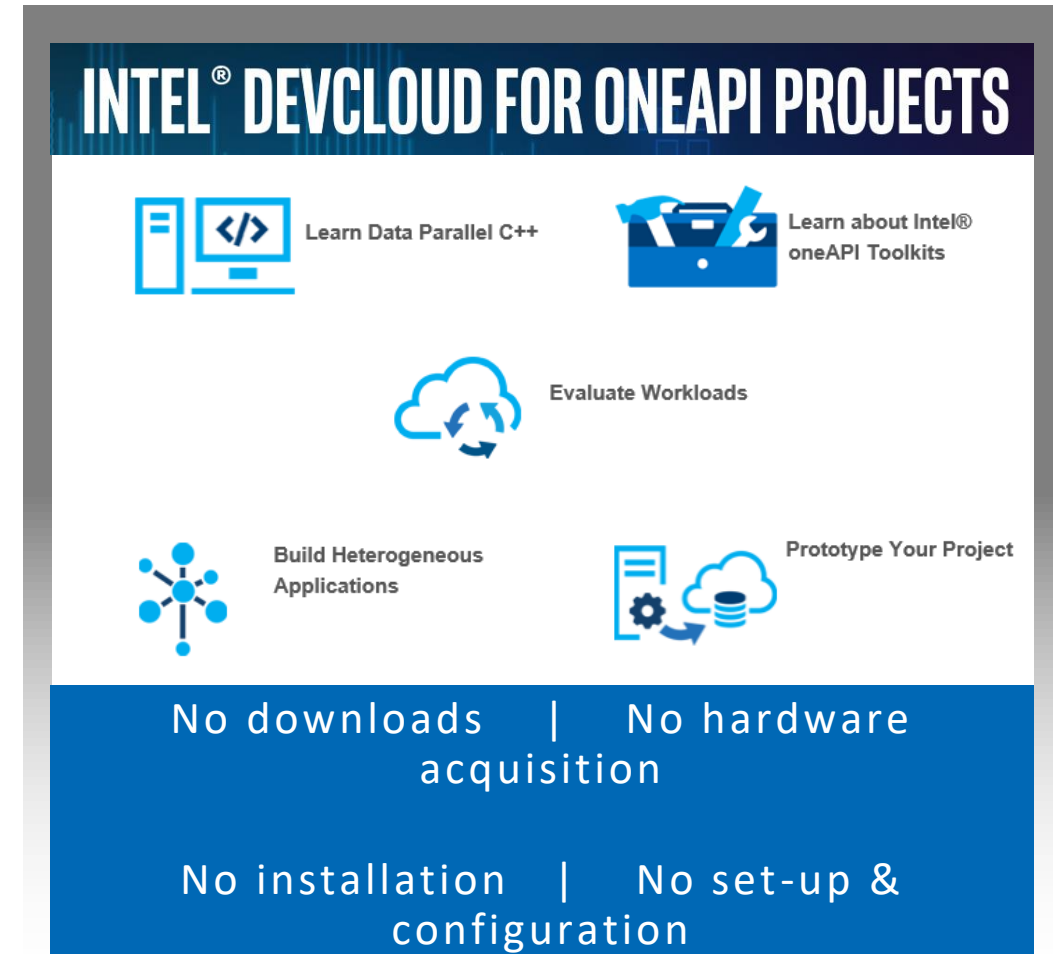 INTEL® DEVCLOUD FOR ONEAPI PROJECTS
</>
Learn Data Parallel C++
Learn about Intel®
oneAPI Toolkits
Evaluate Workloads
Build Heterogeneous
Applications
Prototype Your Project
No downloads | No hardware
acquisition
No installation | No set-up &
configuration